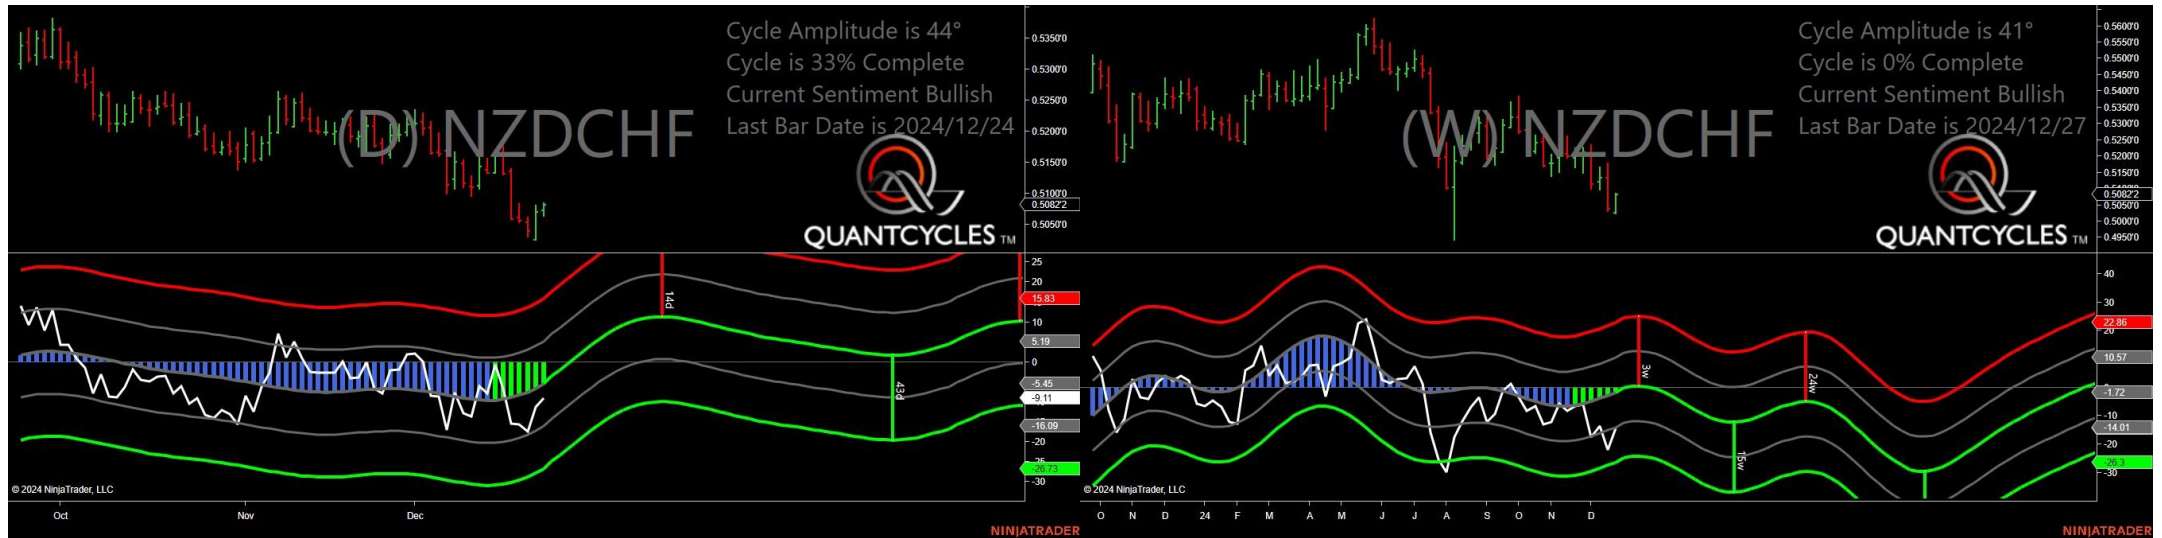 Cycle Amplitude is 44°
Cycle is 33% Complete
Current Sentiment Bullish
Last Bar Date is 2024/12/24
(D) NZDCHF
QUANTCYCLES TM
0.5350'0
0.5300'0
0.5250'0
0.5200'0
0.5150'0
0.5100'0
0.5082'2
0.5050'0
14d
43d
25
20
15.83
10
5.19
0
-5.45
-9.11
-16.09
-20
-26.73
-30
© 2024 NinjaTrader, LLC
Oct Nov Dec
NINJATRADER
Cycle Amplitude is 41°
Cycle is 0% Complete
Current Sentiment Bullish
Last Bar Date is 2024/12/27
(W) NZDCHF
QUANTCYCLES TM
0.5600'0
0.5550'0
0.5500'0
0.5450'0
0.5400'0
0.5350'0
0.5300'0
0.5250'0
0.5200'0
0.5150'0
0.5082'2
0.5050'0
0.5000'0
0.4950'0
3w
15w
24w
40
30
22.86
20
10.57
-1.72
-10
-14.01
-20
-26.3
-30
© 2024 NinjaTrader, LLC
O N D 24 F M A M J J A S O N D
NINJATRADER